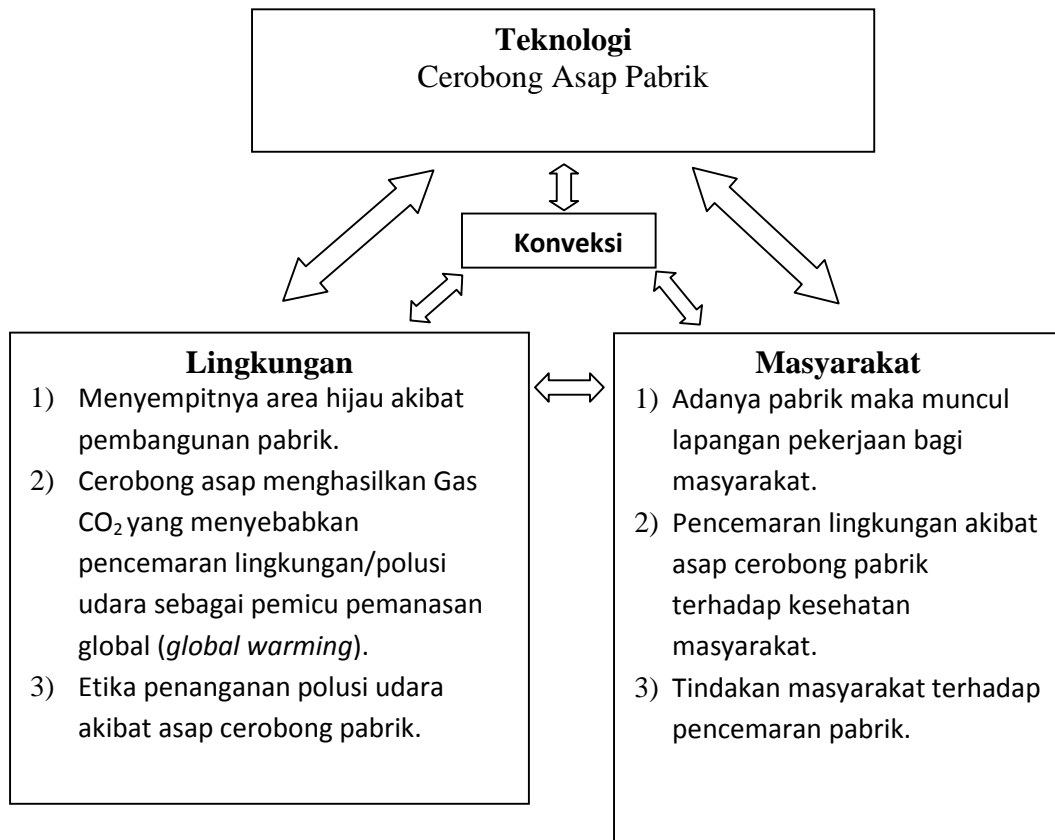 Teknologi
Cerobong Asap Pabrik
Konveksi
Lingkungan
1) Menyempitnya area hijau akibat
pembangunan pabrik.
2) Cerobong asap menghasilkan Gas
CO₂ yang menyebabkan
pencemaran lingkungan/polusi
udara sebagai pemicu pemanasan
global (global warming).
3) Etika penanganan polusi udara
akibat asap cerobong pabrik.
Masyarakat
1) Adanya pabrik maka muncul
lapangan pekerjaan bagi
masyarakat.
2) Pencemaran lingkungan akibat
asap cerobong pabrik
terhadap kesehatan
masyarakat.
3) Tindakan masyarakat terhadap
pencemaran pabrik.